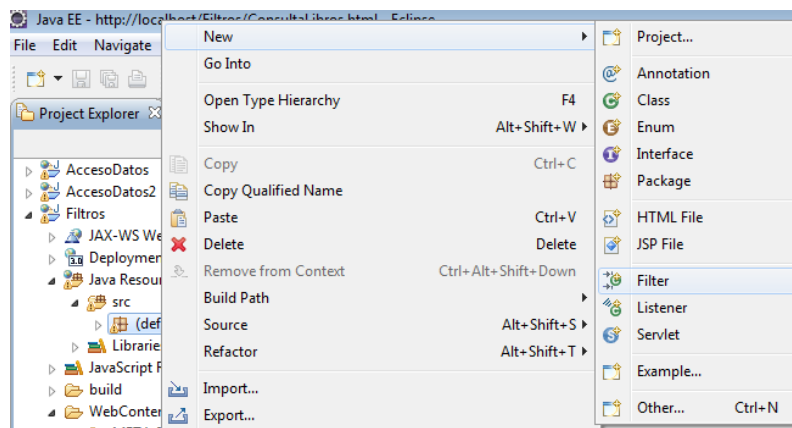 Java EE - http://localhost/Filtros/ConsultaLibros.html - Eclipse
File Edit Navigate
Project Explorer
AccesoDatos
AccesoDatos2
Filtros
JAX-WS We
Deploymen
Java Resou
src
(def
Libraries
JavaScript R
build
WebConten
New
Go Into
Open Type Hierarchy F4
Show In Alt+Shift+W
Copy Ctrl+C
Copy Qualified Name
Paste Ctrl+V
Delete Delete
Remove from Context Ctrl+Alt+Shift+Down
Build Path
Source Alt+Shift+S
Refactor Alt+Shift+T
Import...
Export...
Project...
Annotation
Class
Enum
Interface
Package
HTML File
JSP File
Filter
Listener
Servlet
Example...
Other... Ctrl+N